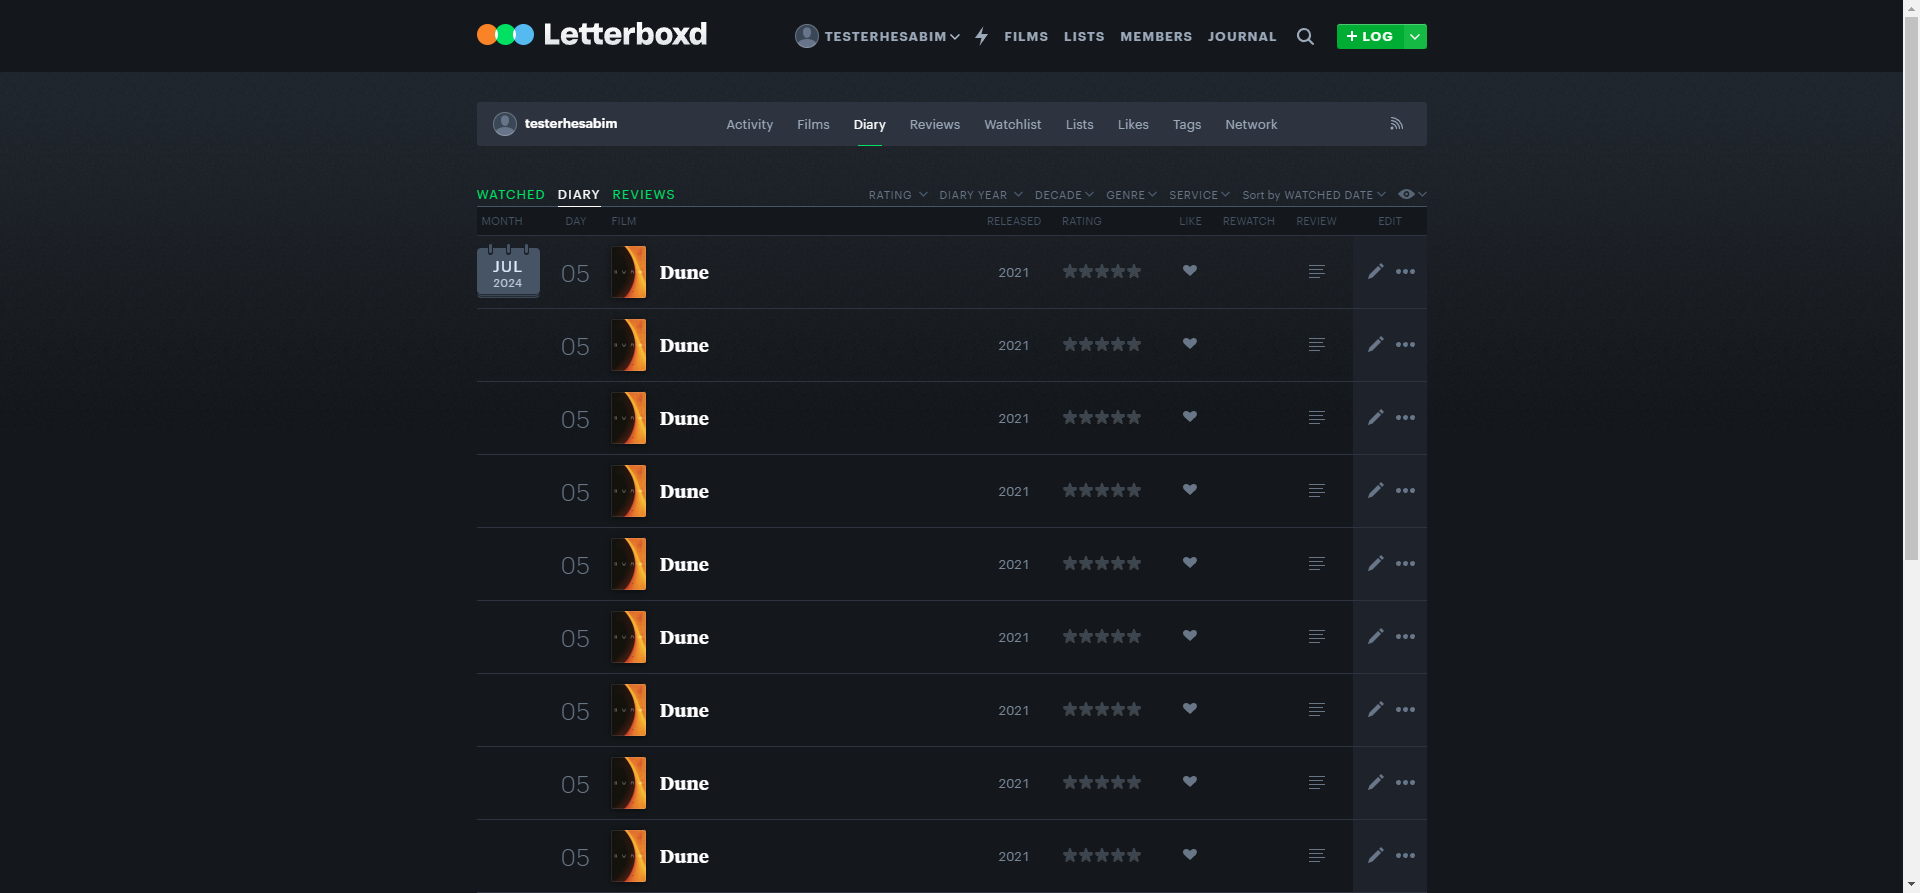 Letterboxd TESTERHESABIM FILMS LISTS MEMBERS JOURNAL + LOG
testerhesabim Activity Films Diary Reviews Watchlist Lists Likes Tags Network
WATCHED DIARY REVIEWS RATING DIARY YEAR DECADE GENRE SERVICE Sort by WATCHED DATE
MONTH DAY FILM RELEASED RATING LIKE REWATCH REVIEW EDIT
JUL
2024
05 Dune 2021
05 Dune 2021
05 Dune 2021
05 Dune 2021
05 Dune 2021
05 Dune 2021
05 Dune 2021
05 Dune 2021
05 Dune 2021